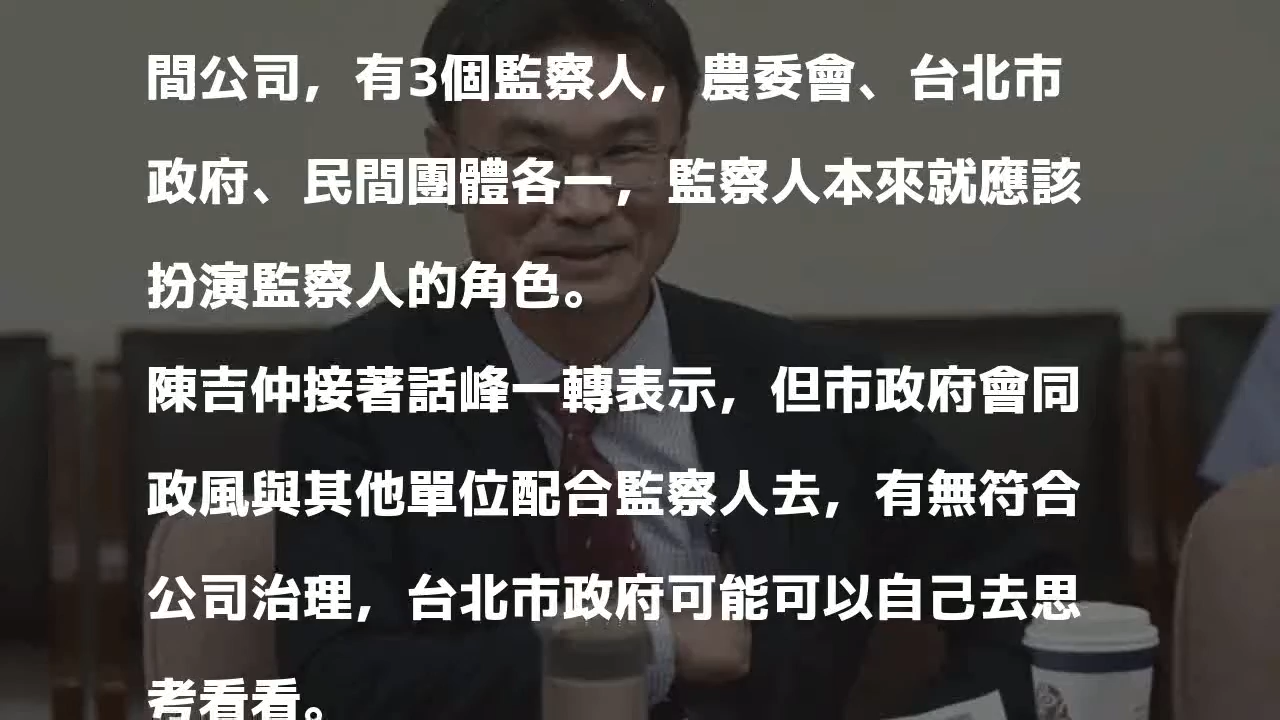 間公司，有3個監察人，農委會、台北市
政府、民間團體各一，監察人本來就應該
扮演監察人的角色。
陳吉仲接著話峰一轉表示，但市政府會同
政風與其他單位配合監察人去，有無符合
公司治理，台北市政府可能可以自己去思
考看看。